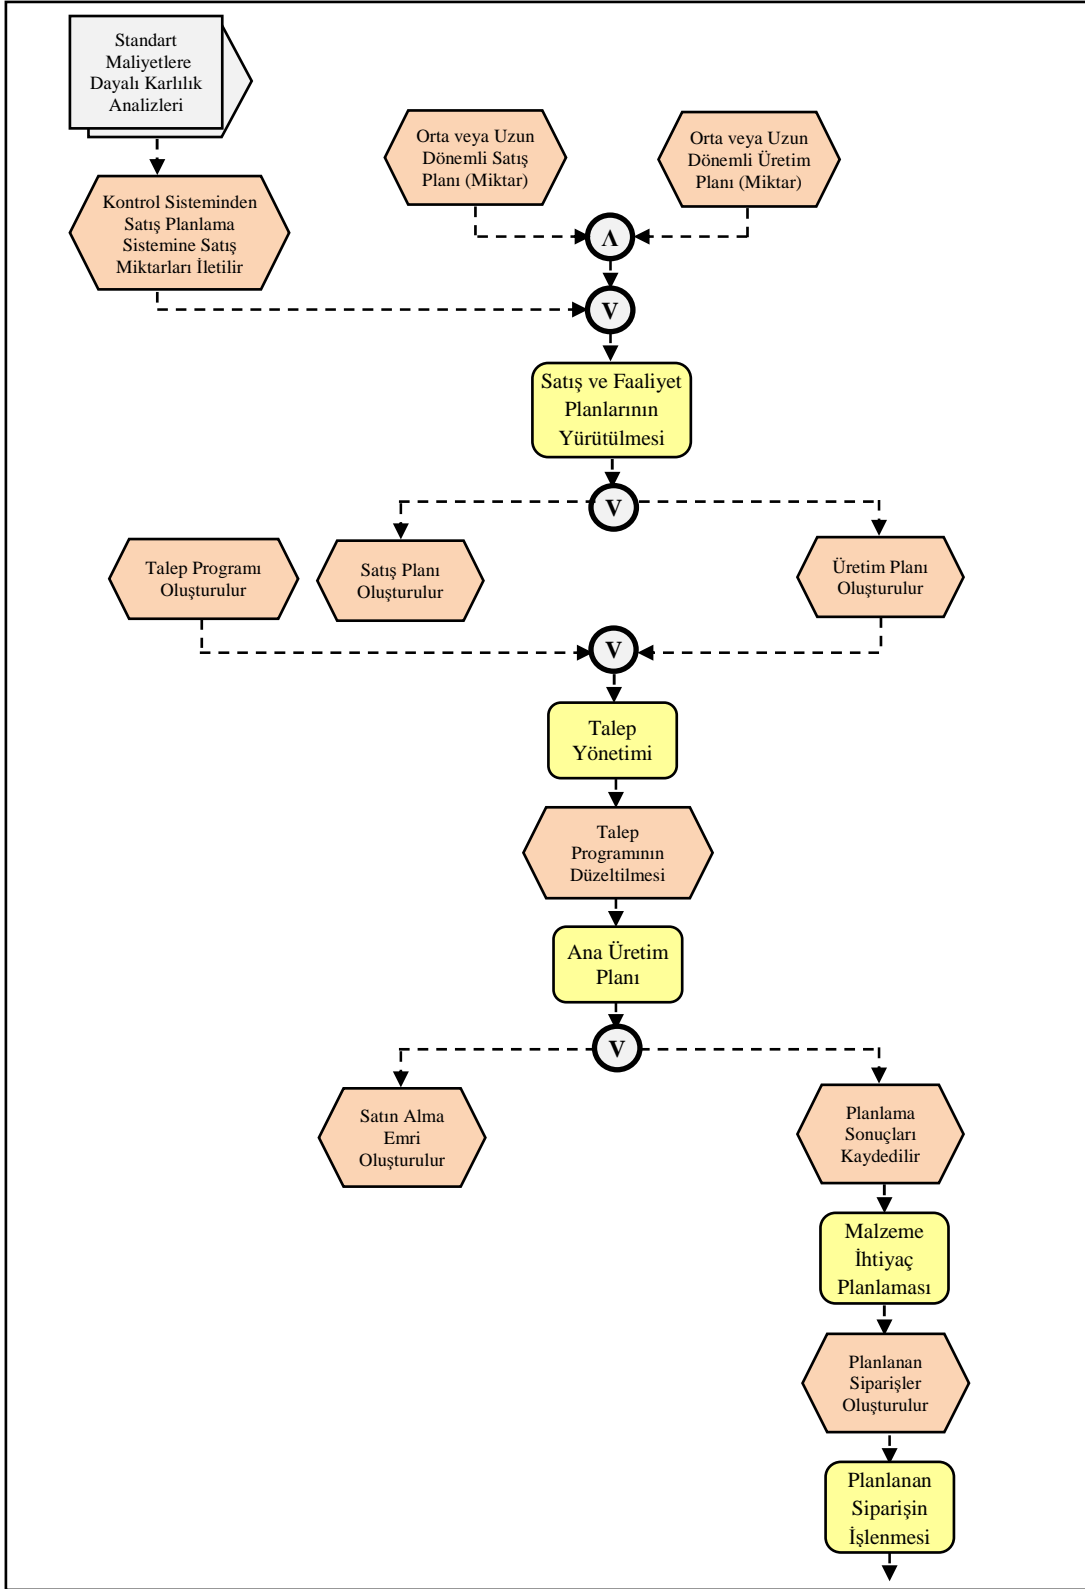 Standart
Maliyetlere
Dayalı Karlılık
Analizleri
Orta veya Uzun
Dönemli Satış
Planı (Miktar)
Orta veya Uzun
Dönemli Üretim
Planı (Miktar)
Kontrol Sisteminden
Satış Planlama
Sistemine Satış
Miktarları İletilir
Λ
V
Satış ve Faaliyet
Planlarının
Yürütülmesi
V
Talep Programı
Oluşturulur
Satış Planı
Oluşturulur
Üretim Planı
Oluşturulur
V
Talep
Yönetimi
Talep
Programının
Düzeltilmesi
Ana Üretim
Planı
V
Satın Alma
Emri
Oluşturulur
Planlama
Sonuçları
Kaydedilir
Malzeme
İhtiyaç
Planlaması
Planlanan
Siparişler
Oluşturulur
Planlanan
Siparişin
İşlenmesi